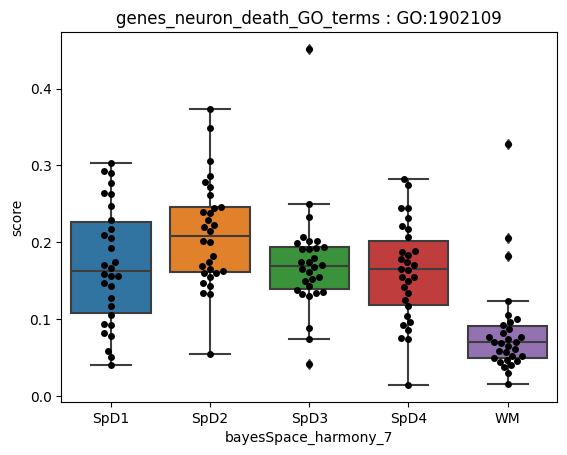 genes_neuron_death_GO_terms : GO:1902109
score
0.4
0.3
0.2
0.1
0.0
SpD1 SpD2 SpD3 SpD4 WM
bayesSpace_harmony_7